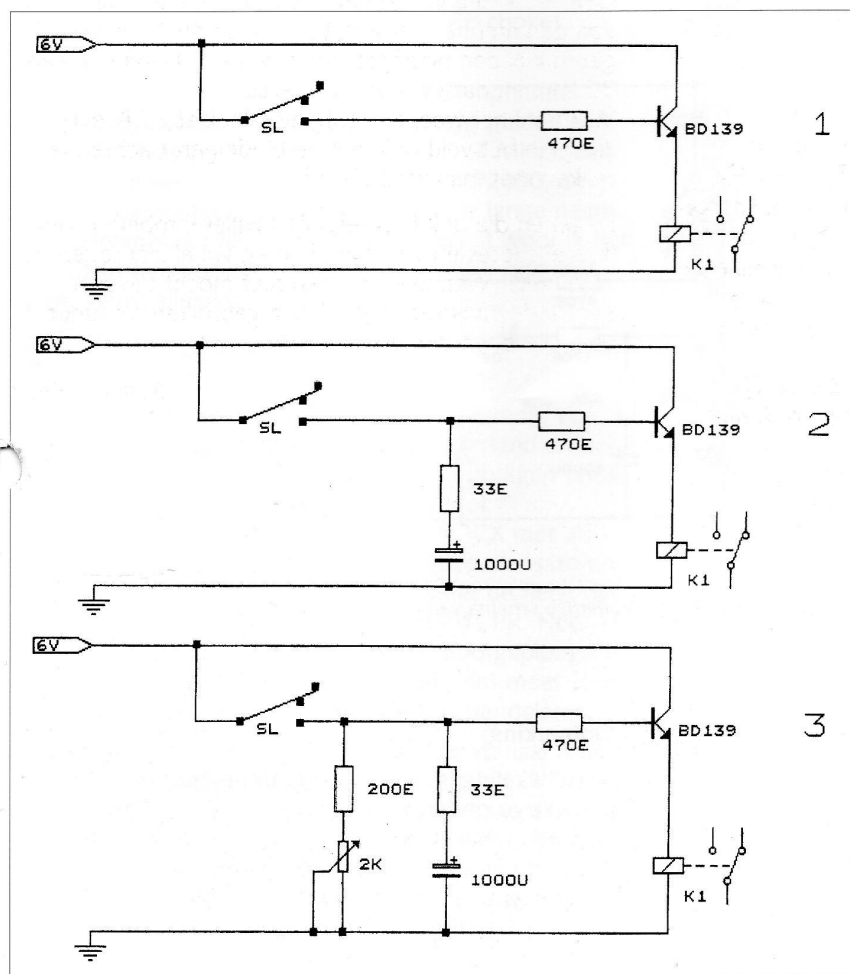 6V
SL
470E
BD139
1
K1
6V
SL
470E
BD139
2
33E
+
1000U
K1
6V
SL
470E
BD139
3
200E
33E
2K
+
1000U
K1